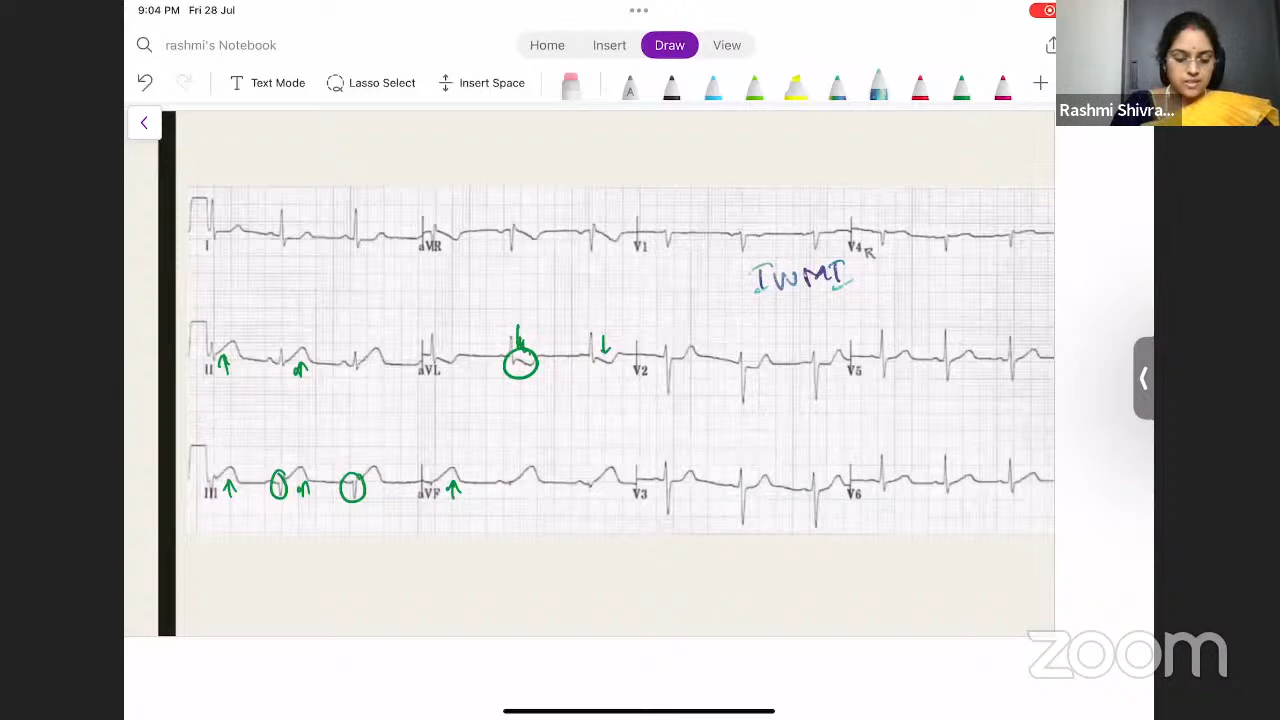 9:04 PM Fri 28 Jul
rashmi's Notebook
Home Insert Draw View
Text Mode Lasso Select Insert Space
A
Rashmi Shivra...
I aVR V1 V4R
IWMI
II aVL V2 V5
III aVF V3 V6
zoom